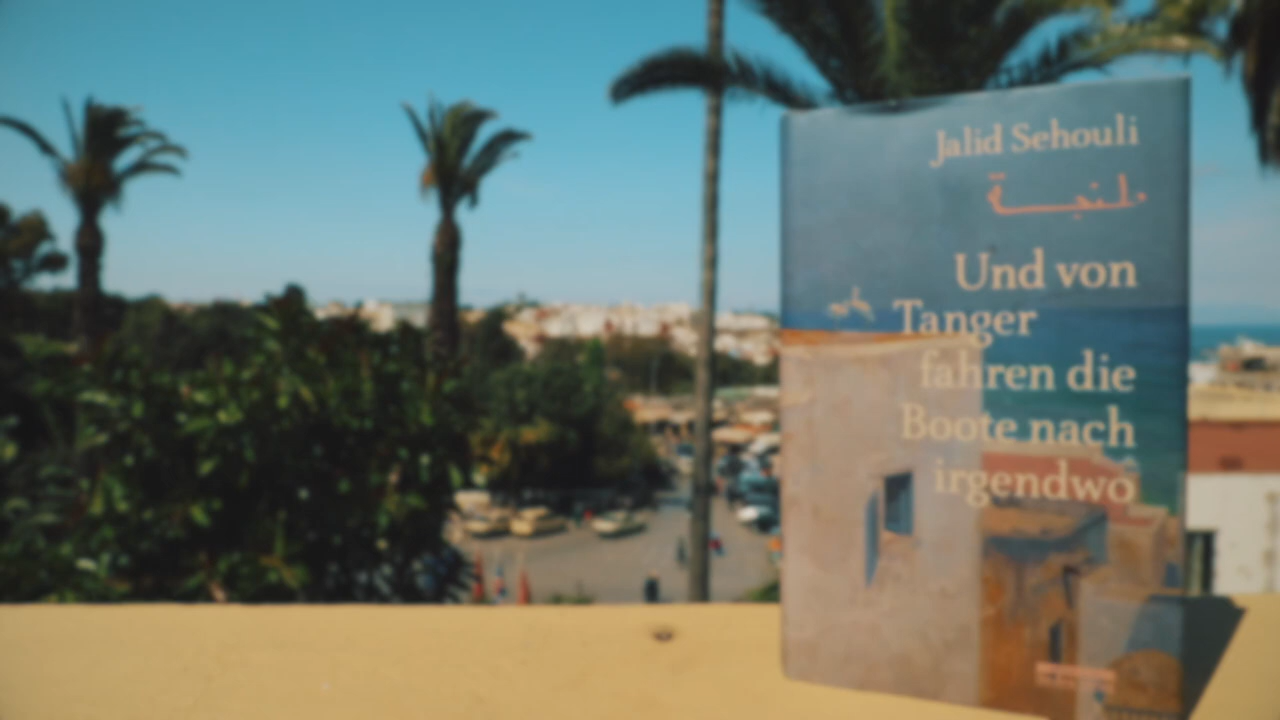 Jalid Sehouli
طنجة
Und von
Tanger
fahren die
Boote nach
irgendwo